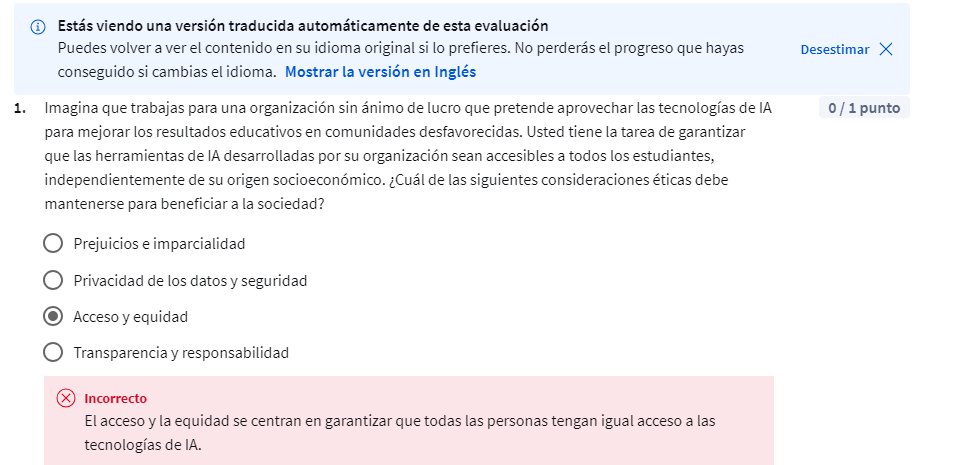 Estás viendo una versión traducida automáticamente de esta evaluación
Puedes volver a ver el contenido en su idioma original si lo prefieres. No perderás el progreso que hayas
conseguido si cambias el idioma. Mostrar la versión en Inglés
Desestimar
1. Imagina que trabajas para una organización sin ánimo de lucro que pretende aprovechar las tecnologías de IA
para mejorar los resultados educativos en comunidades desfavorecidas. Usted tiene la tarea de garantizar
que las herramientas de IA desarrolladas por su organización sean accesibles a todos los estudiantes,
independientemente de su origen socioeconómico. ¿Cuál de las siguientes consideraciones éticas debe
mantenerse para beneficiar a la sociedad?
0 / 1 punto
Prejuicios e imparcialidad
Privacidad de los datos y seguridad
Acceso y equidad
Transparencia y responsabilidad
Incorrecto
El acceso y la equidad se centran en garantizar que todas las personas tengan igual acceso a las
tecnologías de IA.